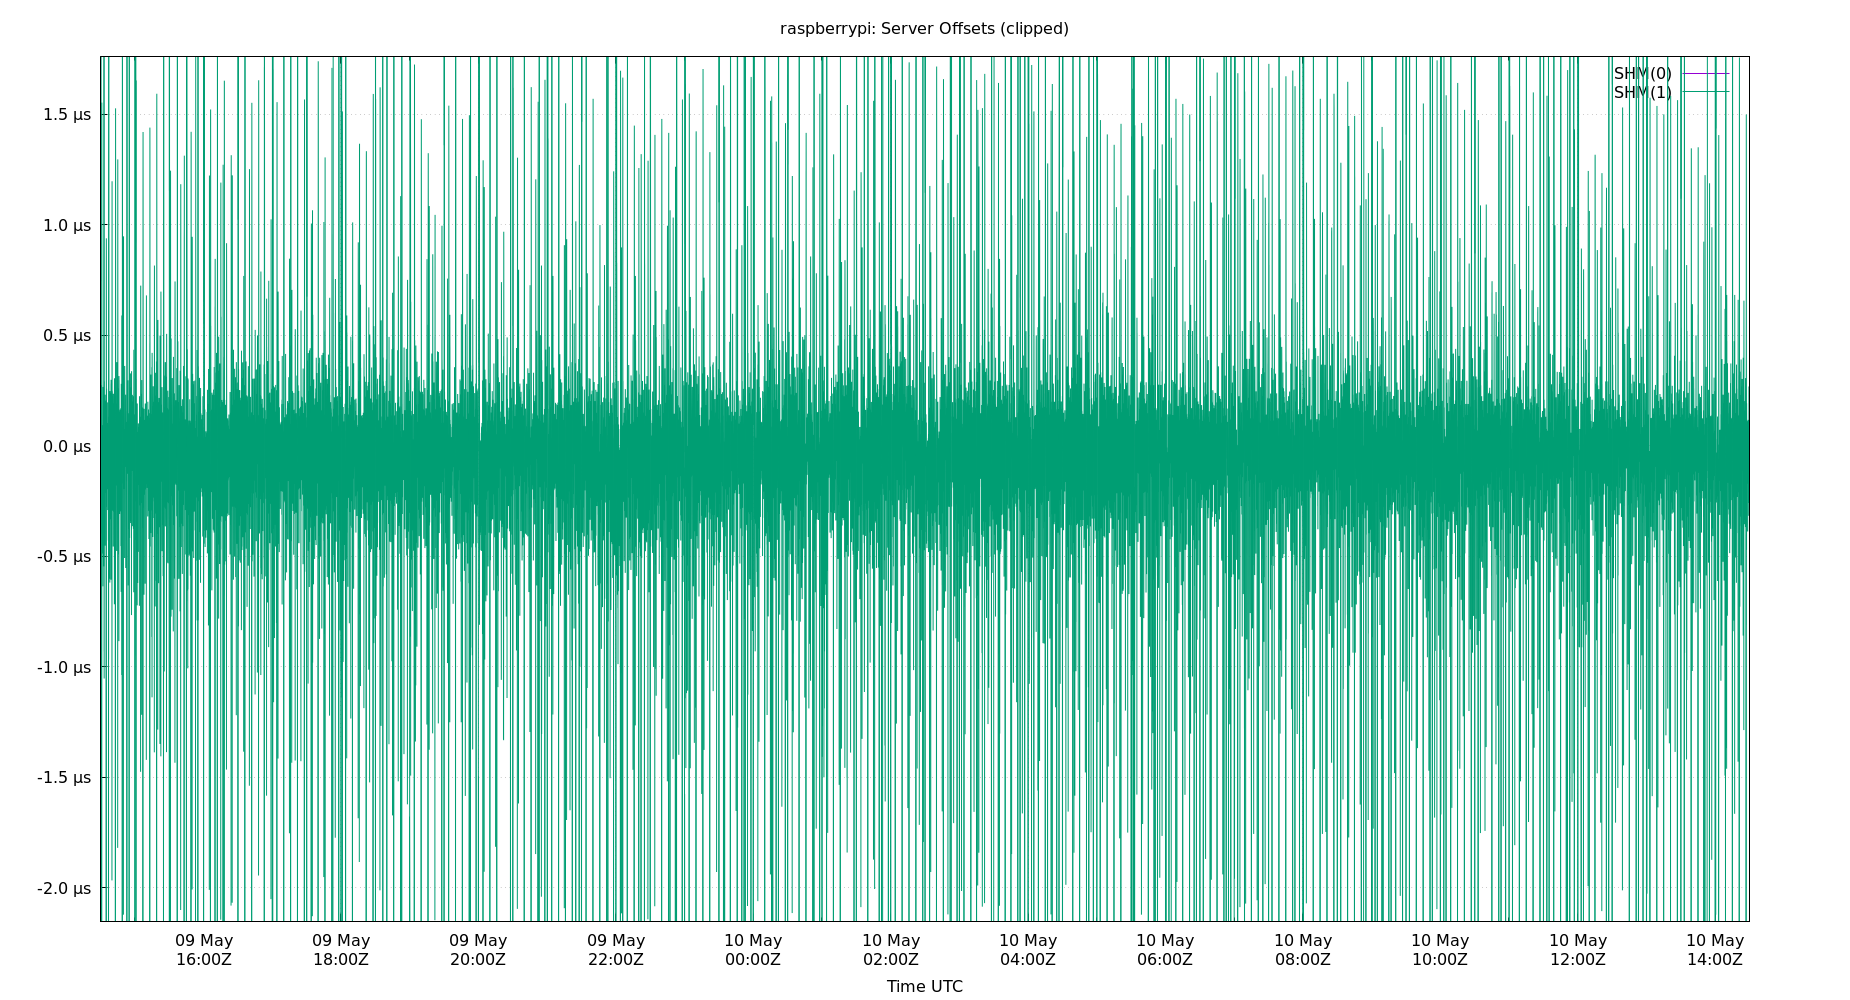 raspberrypi: Server Offsets (clipped)
SHM(0)
SHM(1)
1.5 µs
1.0 µs
0.5 µs
0.0 µs
-0.5 µs
-1.0 µs
-1.5 µs
-2.0 µs
09 May 09 May 09 May 09 May 10 May 10 May 10 May 10 May 10 May 10 May 10 May 10 May
16:00Z 18:00Z 20:00Z 22:00Z 00:00Z 02:00Z 04:00Z 06:00Z 08:00Z 10:00Z 12:00Z 14:00Z
Time UTC